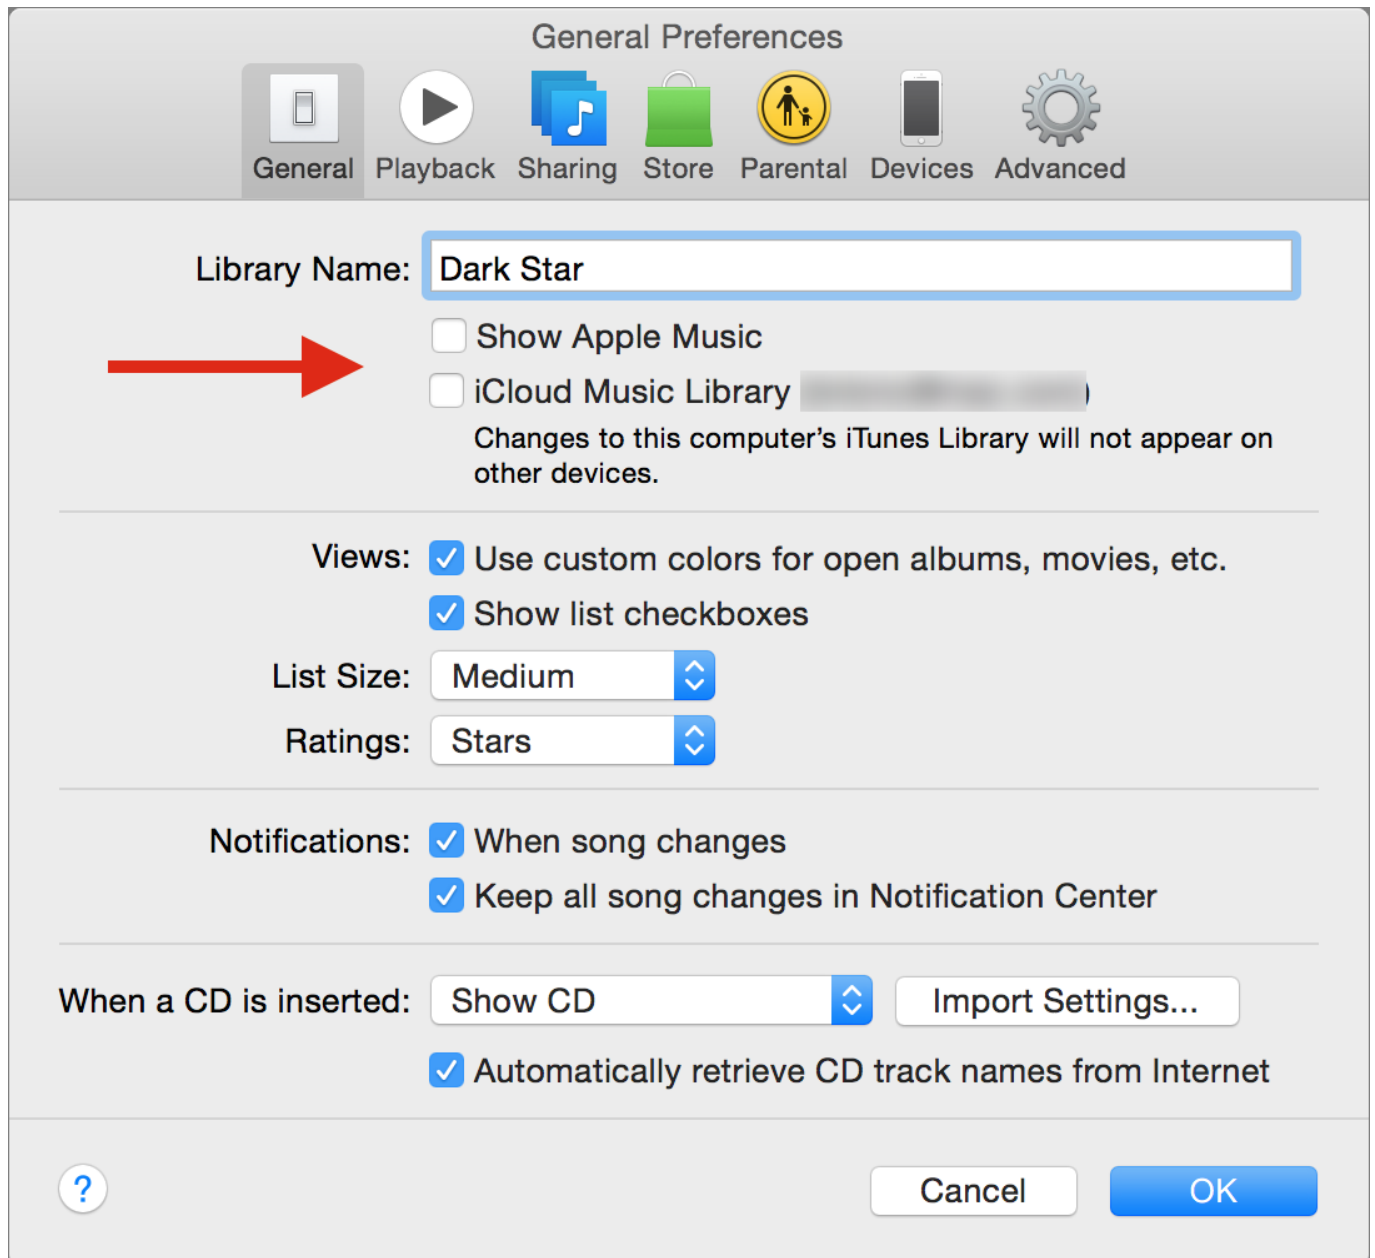 General Preferences
General Playback Sharing Store Parental Devices Advanced
Library Name: Dark Star
Show Apple Music
iCloud Music Library )
Changes to this computer’s iTunes Library will not appear on
other devices.
Views: Use custom colors for open albums, movies, etc.
Show list checkboxes
List Size: Medium
Ratings: Stars
Notifications: When song changes
Keep all song changes in Notification Center
When a CD is inserted: Show CD Import Settings...
Automatically retrieve CD track names from Internet
? Cancel OK